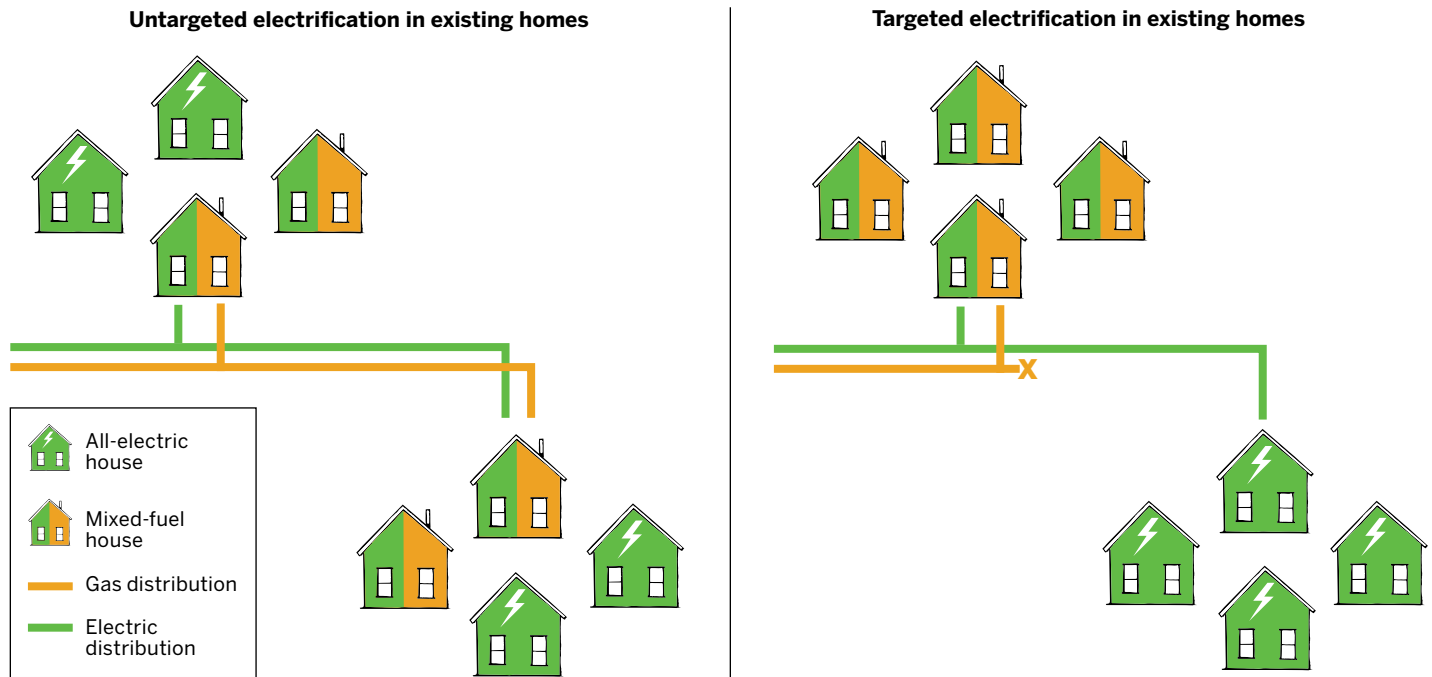 Untargeted electrification in existing homes
Targeted electrification in existing homes
X
All-electric
house
Mixed-fuel
house
Gas distribution
Electric
distribution